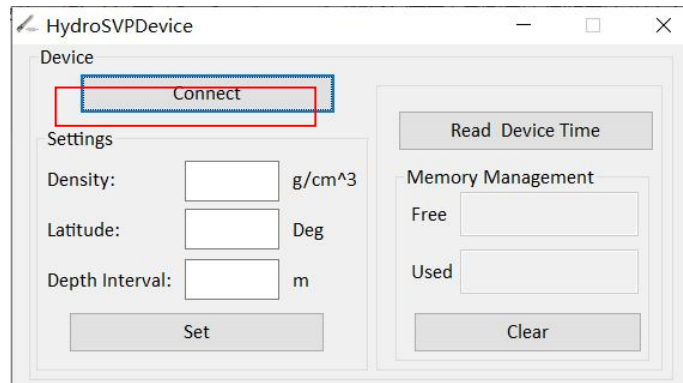 HydroSVPDevice
Device
Connect
Settings
Density: g/cm^3
Latitude: Deg
Depth Interval: m
Set
Read Device Time
Memory Management
Free
Used
Clear